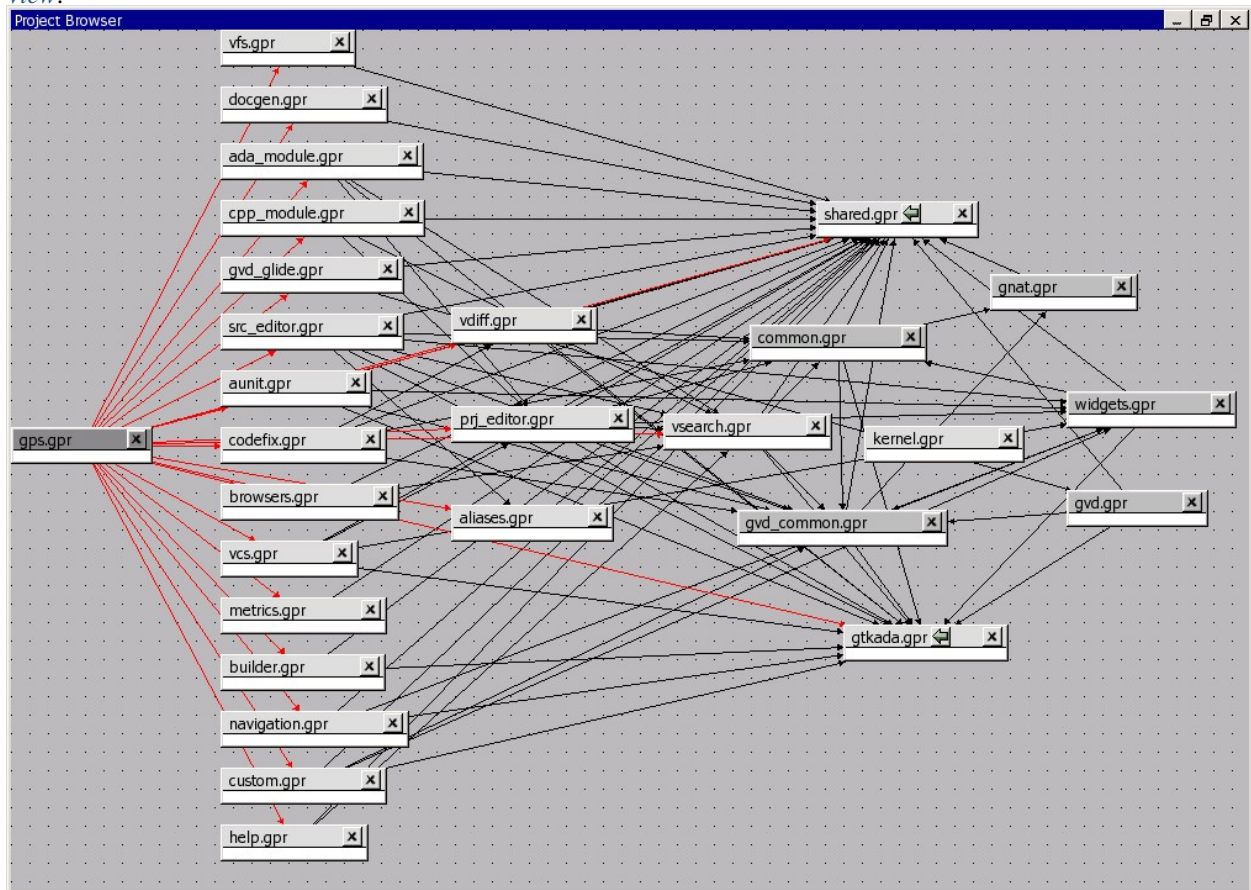 view.
Project Browser
vfs.gpr
docgen.gpr
ada_module.gpr
cpp_module.gpr
shared.gpr
gvd_glide.gpr
gnat.gpr
src_editor.gpr
vdiff.gpr
common.gpr
aunit.gpr
widgets.gpr
prj_editor.gpr
vsearch.gpr
gps.gpr
codefix.gpr
kernel.gpr
browsers.gpr
gvd.gpr
aliases.gpr
gvd_common.gpr
vcs.gpr
metrics.gpr
gtkada.gpr
builder.gpr
navigation.gpr
custom.gpr
help.gpr